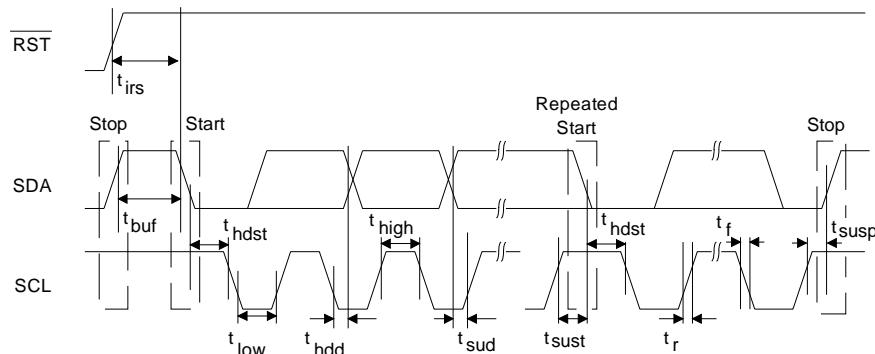 RST
t irs
Repeated
Stop Start Start Stop
SDA
t buf t hdst t high t hdst t f t susp
SCL
t low t hdd t sud t sust t r